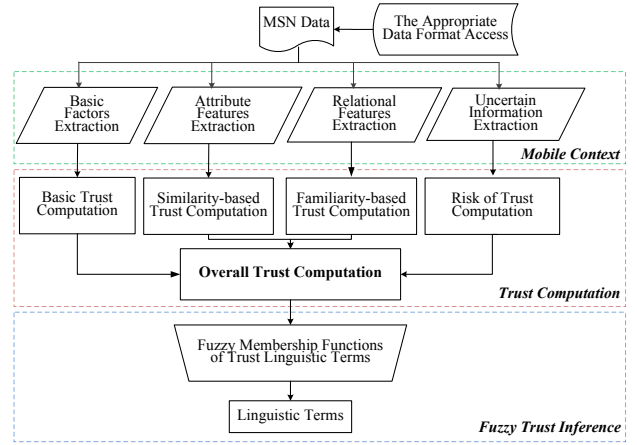 MSN Data
The Appropriate
Data Format Access
Basic
Factors
Extraction
Attribute
Features
Extraction
Relational
Features
Extraction
Uncertain
Information
Extraction
Mobile Context
Basic Trust
Computation
Similarity-based
Trust Computation
Familiarity-based
Trust Computation
Risk of Trust
Computation
Overall Trust Computation
Trust Computation
Fuzzy Membership Functions
of Trust Linguistic Terms
Linguistic Terms
Fuzzy Trust Inference